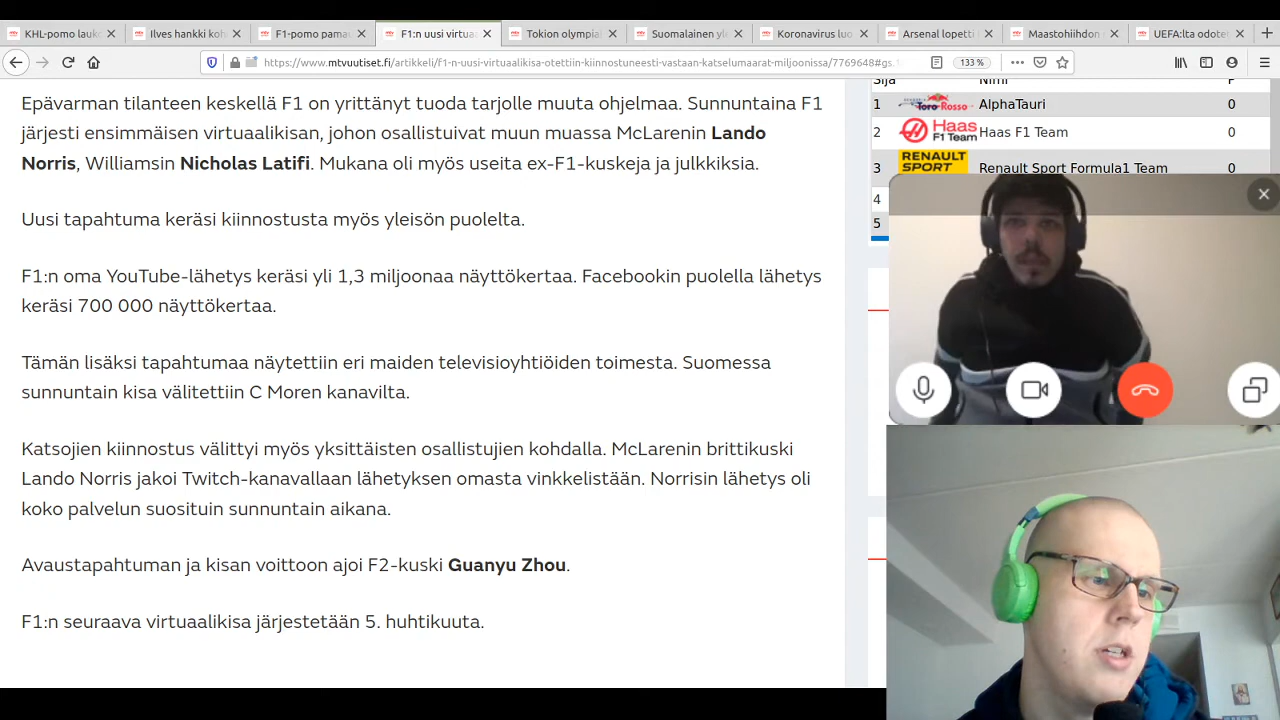 KHL-pomo lauko
Ilves hankki koh
F1-pomo pamau
F1:n uusi virtua
Tokion olympia
Suomalainen yle
Koronavirus luo
Arsenal lopetti
Maastohiihdon
UEFA:lta odote
https://www.mtvuutiset.fi/artikkeli/f1-n-uusi-virtuaalikisa-otettiin-kiinnostuneesti-vastaan-katselumaarat-miljoonissa/7769648#gs.
133 %
Epävarman tilanteen keskellä F1 on yrittänyt tuoda tarjolle muuta ohjelmaa. Sunnuntaina F1
järjesti ensimmäisen virtuaalikisan, johon osallistuivat muun muassa McLarenin Lando
Norris, Williamsin Nicholas Latifi. Mukana oli myös useita ex-F1-kuskeja ja julkkiksia.
Uusi tapahtuma keräsi kiinnostusta myös yleisön puolelta.
F1:n oma YouTube-lähetys keräsi yli 1,3 miljoonaa näyttökertaa. Facebookin puolella lähetys
keräsi 700 000 näyttökertaa.
Tämän lisäksi tapahtumaa näytettiin eri maiden televisioyhtiöiden toimesta. Suomessa
sunnuntain kisa välitettiin C Moren kanavilta.
Katsojien kiinnostus välittyi myös yksittäisten osallistujien kohdalla. McLarenin brittikuski
Lando Norris jakoi Twitch-kanavallaan lähetyksen omasta vinkkelistään. Norrisin lähetys oli
koko palvelun suosituin sunnuntain aikana.
Avaustapahtuman ja kisan voittoon ajoi F2-kuski Guanyu Zhou.
F1:n seuraava virtuaalikisa järjestetään 5. huhtikuuta.
Sija Nimi P
1 Toro Rosso AlphaTauri 0
2 Haas F1 Team Haas F1 Team 0
3 RENAULT SPORT Renault Sport Formula1 Team 0
4
5